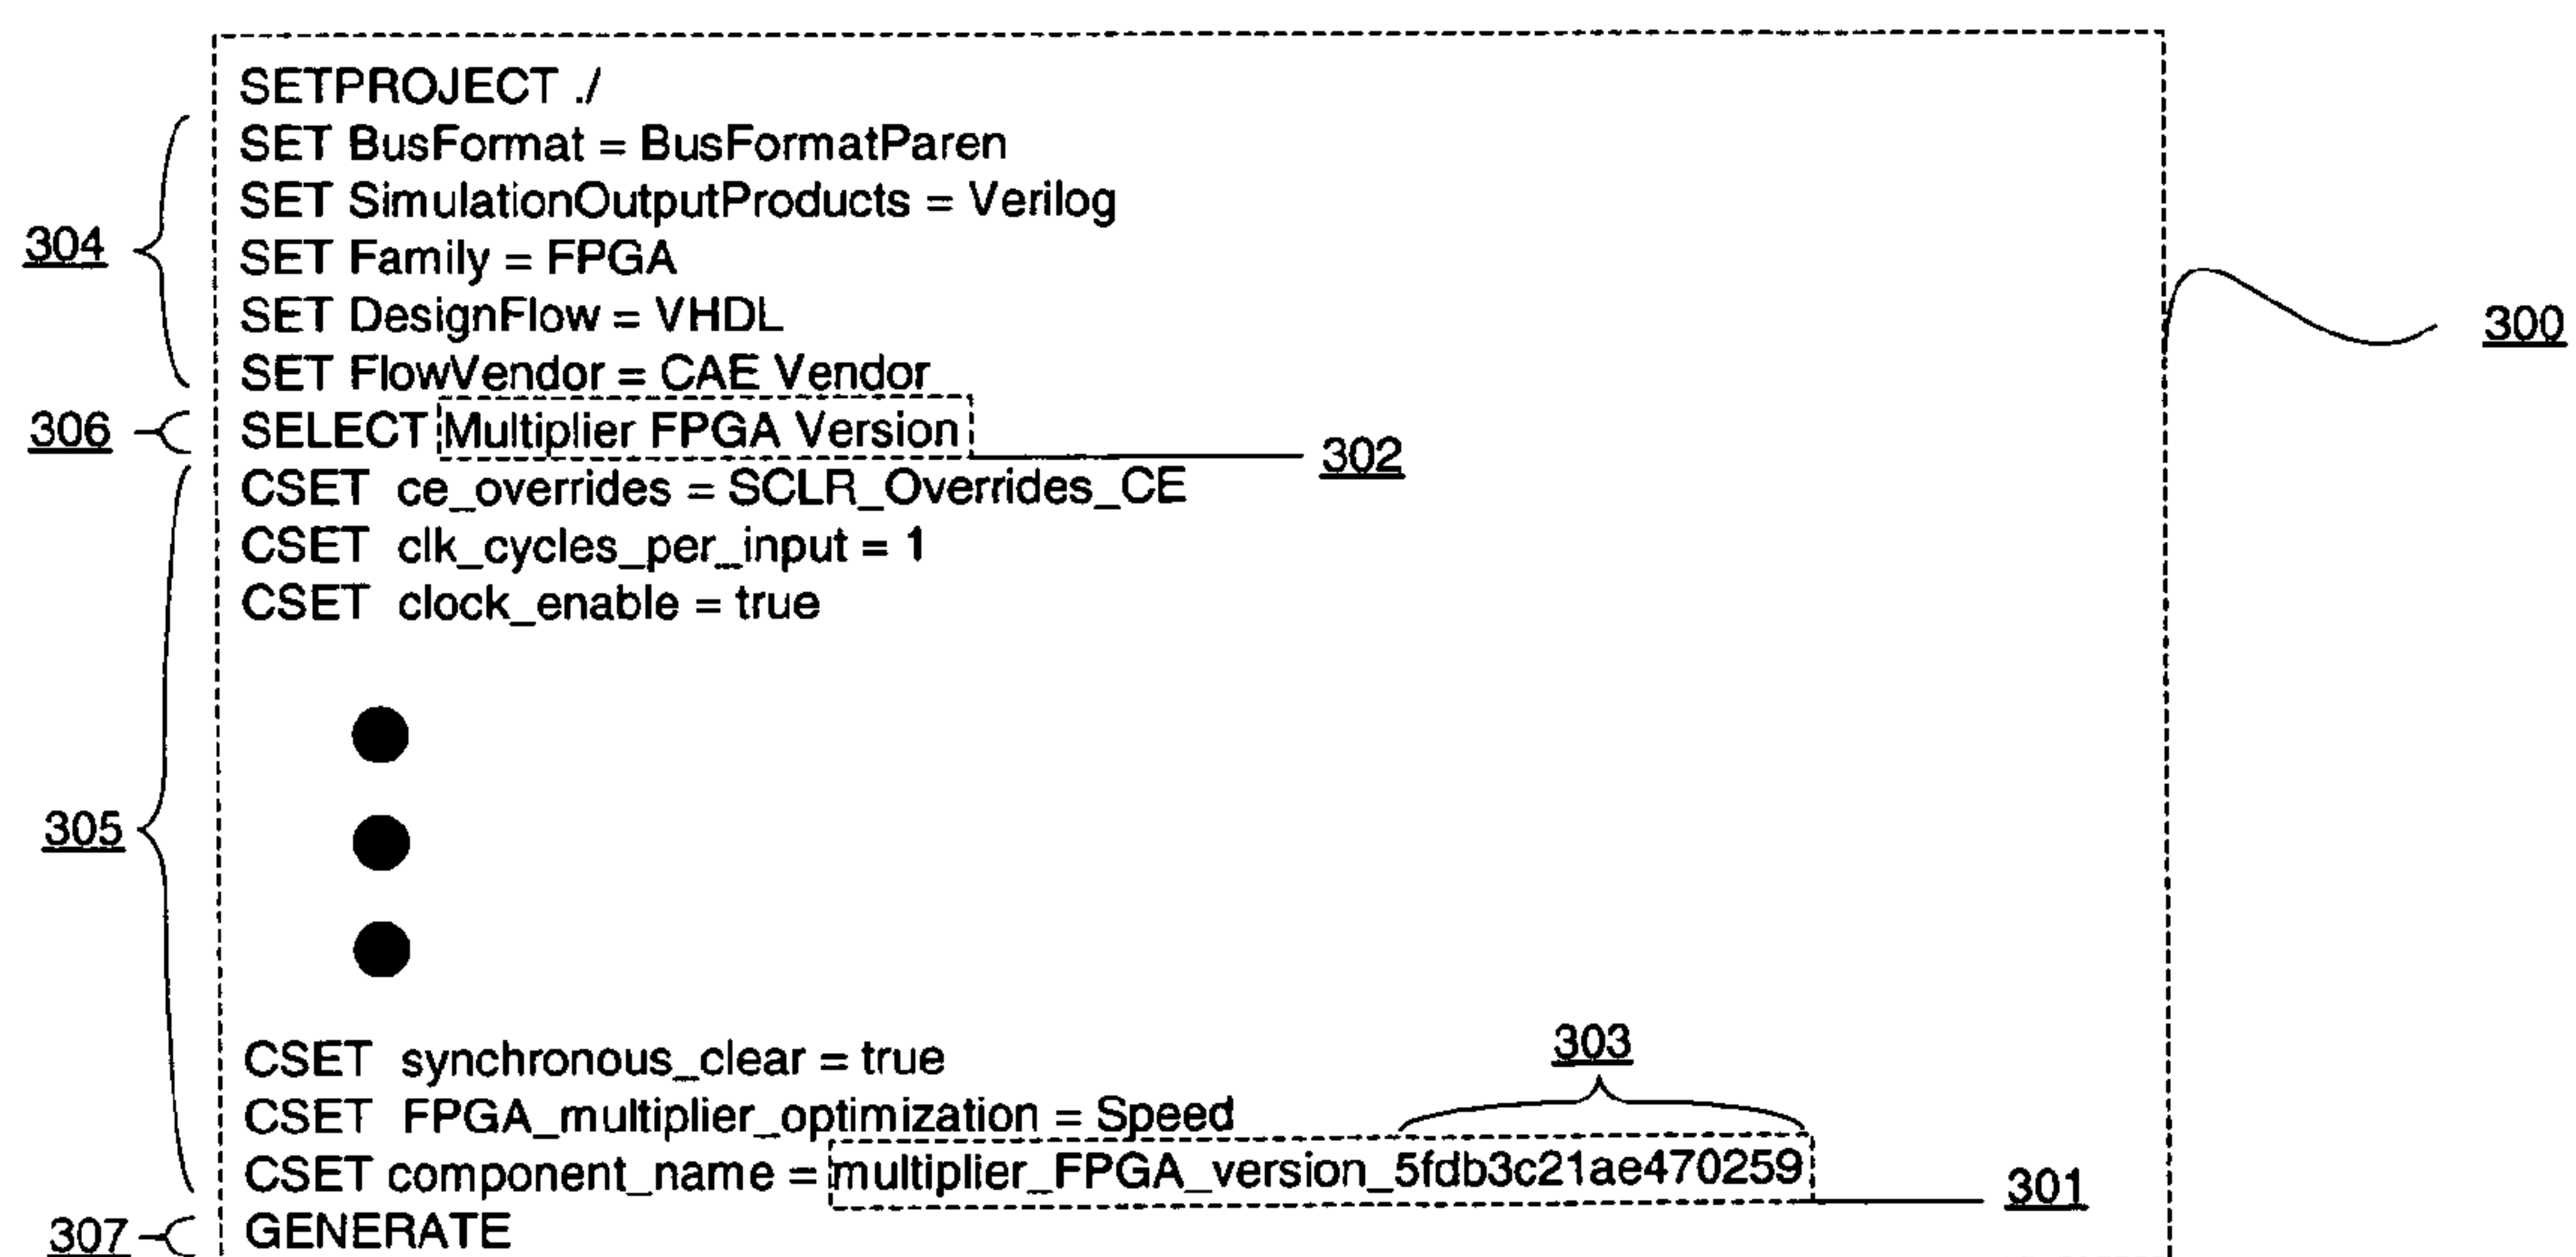 SETPROJECT ./
SET BusFormat = BusFormatParen
SET SimulationOutputProducts = Verilog
304
SET Family = FPGA
SET DesignFlow = VHDL
300
SET FlowVendor = CAE Vendor
306
SELECT Multiplier FPGA Version
302
CSET ce_overrides = SCLR_Overrides_CE
CSET clk_cycles_per_input = 1
CSET clock_enable = true
305
303
CSET synchronous_clear = true
CSET FPGA_multiplier_optimization = Speed
CSET component_name = multiplier_FPGA_version_5fdb3c21ae470259
301
307
GENERATE